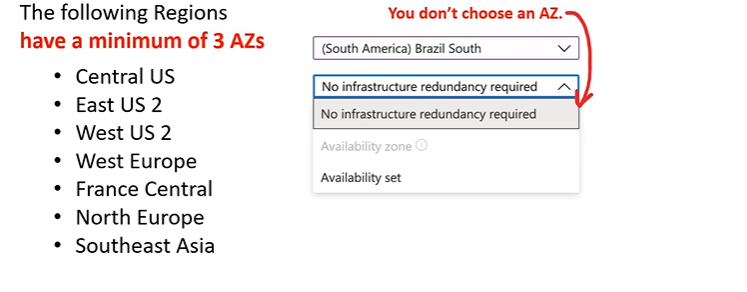 The following Regions
have a minimum of 3 AZs
• Central US
• East US 2
• West US 2
• West Europe
• France Central
• North Europe
• Southeast Asia
You don't choose an AZ.
(South America) Brazil South
No infrastructure redundancy required
No infrastructure redundancy required
Availability zone
Availability set